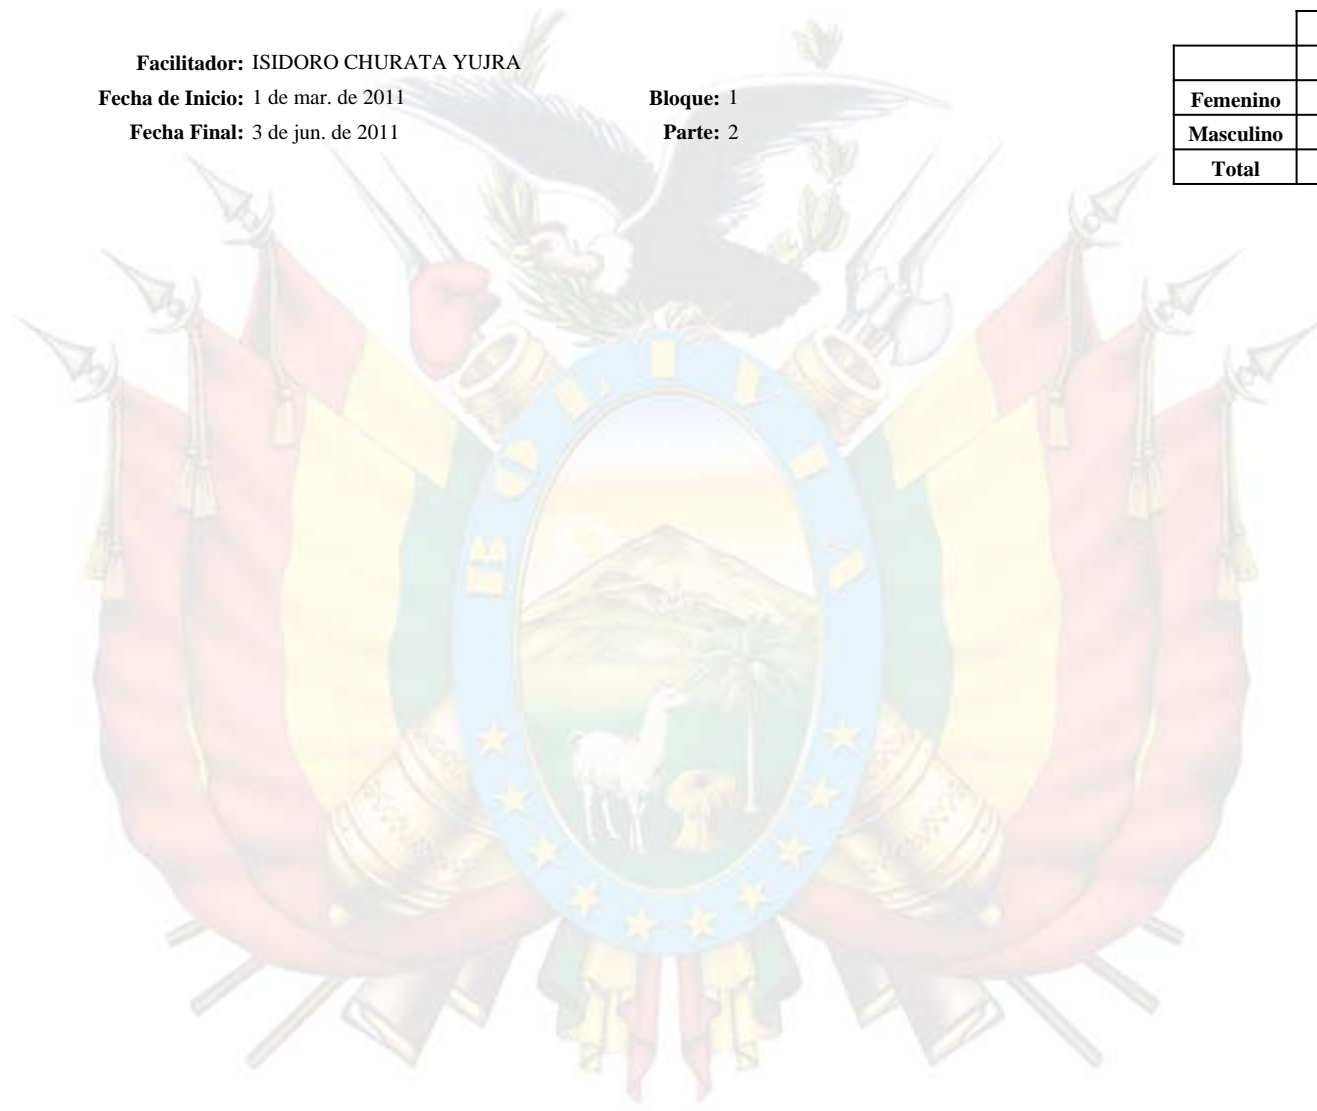 Facilitador: ISIDORO CHURATA YUJRA
Fecha de Inicio: 1 de mar. de 2011 Bloque: 1
Fecha Final: 3 de jun. de 2011 Parte: 2
Femenino
Masculino
Total
BOLIVIA